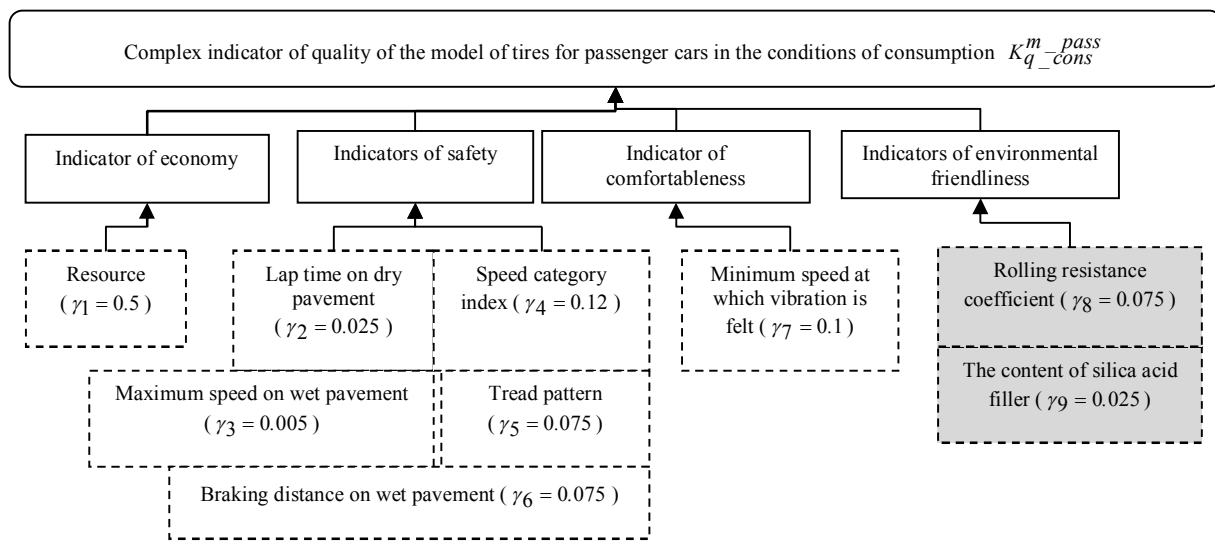 Complex indicator of quality of the model of tires for passenger cars in the conditions of consumption K_{q_cons}^{m_pass}
Indicator of economy
Indicators of safety
Indicator of
comfortableness
Indicators of environmental
friendliness
Resource
( γ1 = 0.5 )
Lap time on dry
pavement
( γ2 = 0.025 )
Speed category
index ( γ4 = 0.12 )
Minimum speed at
which vibration is
felt ( γ7 = 0.1 )
Rolling resistance
coefficient ( γ8 = 0.075 )
Maximum speed on wet pavement
( γ3 = 0.005 )
Tread pattern
( γ5 = 0.075 )
The content of silica acid
filler ( γ9 = 0.025 )
Braking distance on wet pavement ( γ6 = 0.075 )